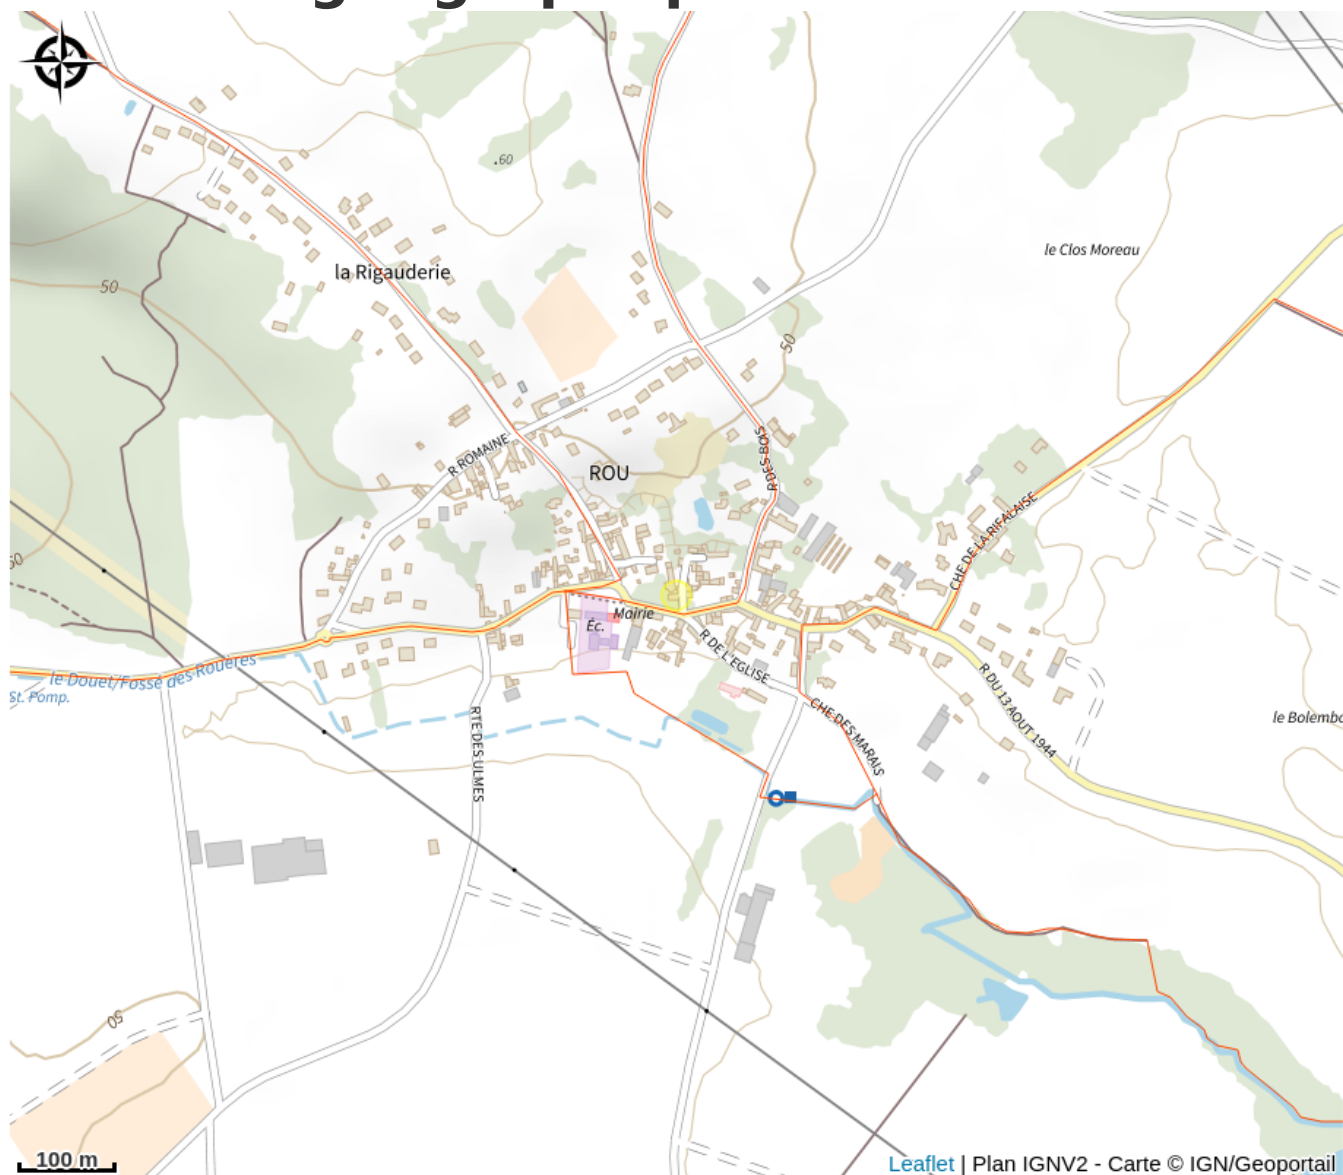 .60
le Clos Moreau
la Rigauderie
50
50
R ROMAINE
ROU
R DES BOIS
CHE DE LA RIFALAISE
Mairie
Éc.
R DE L'EGLISE
le Douet/Fossé des Rouères
St. Pomp.
RTE DES ULMES
CHE DES MARAIS
R DU 13 AOUT 1944
le Bolembo
50
100 m
Leaflet | Plan IGNV2 - Carte © IGN/Geoportail